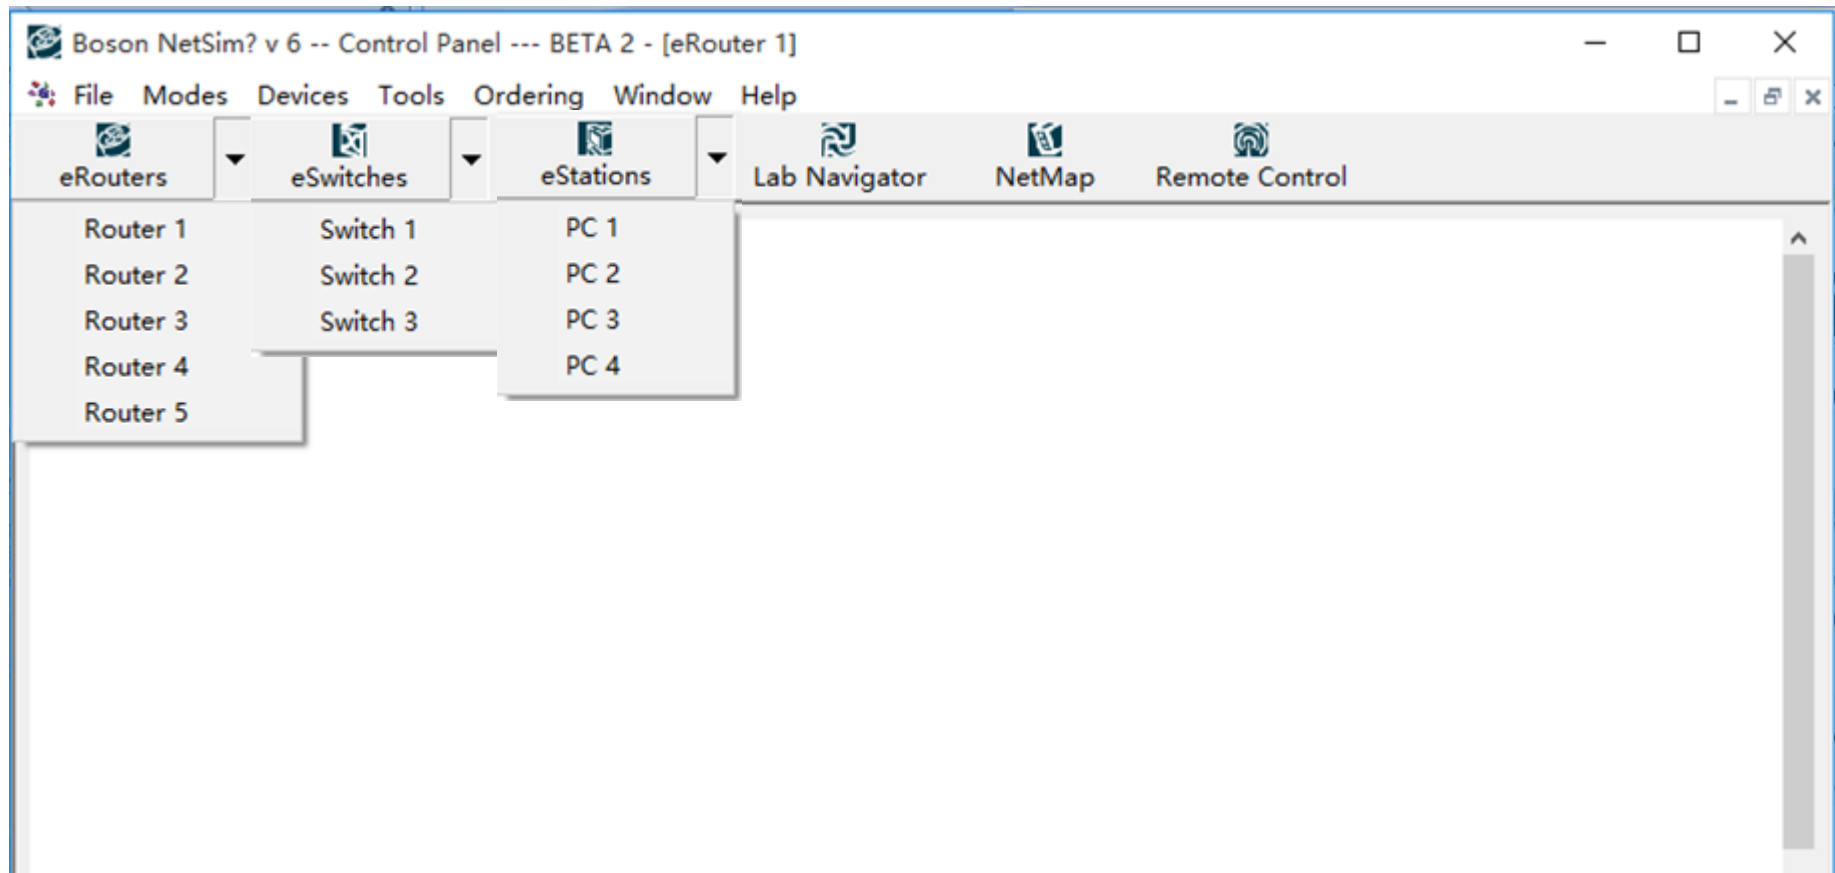 Boson NetSim? v 6 -- Control Panel --- BETA 2 - [eRouter 1]
File Modes Devices Tools Ordering Window Help
eRouters eSwitches eStations Lab Navigator NetMap Remote Control
Router 1 Switch 1 PC 1
Router 2 Switch 2 PC 2
Router 3 Switch 3 PC 3
Router 4 PC 4
Router 5